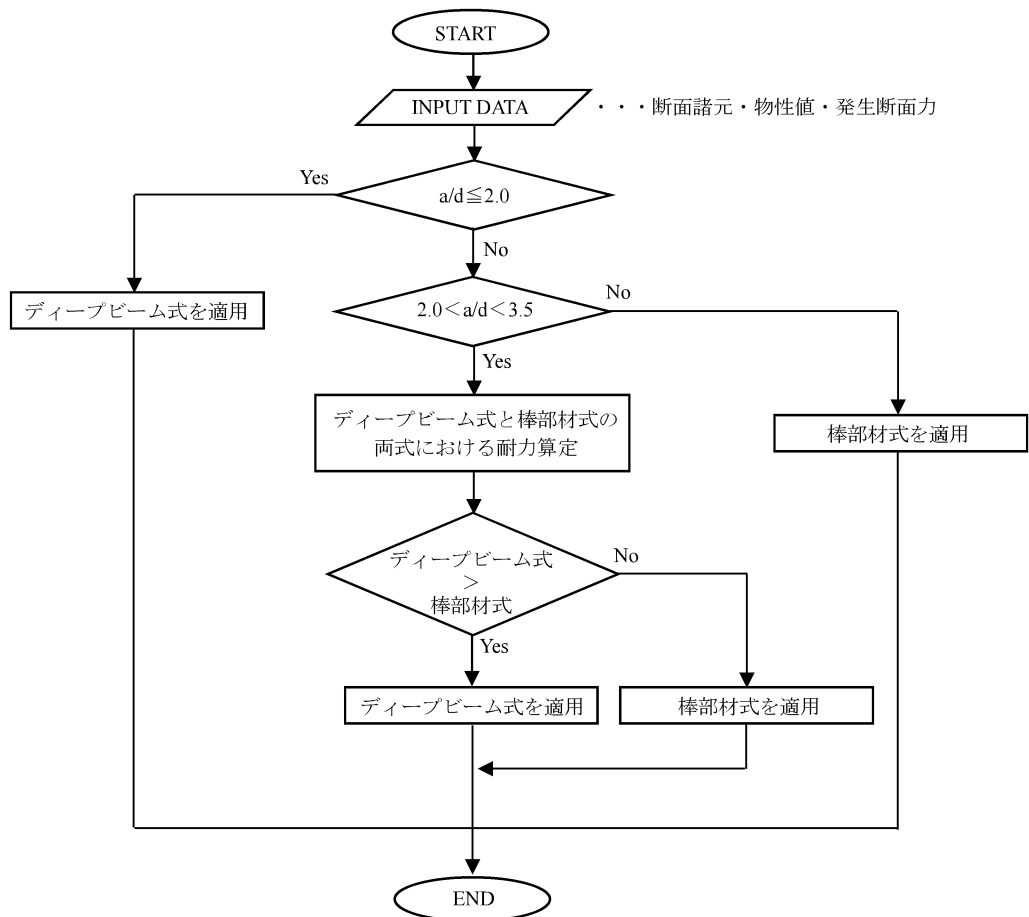 START
INPUT DATA
・・・断面諸元・物性値・発生断面力
Yes
a/d≦2.0
No
ディープビーム式を適用
2.0＜a/d＜3.5
No
Yes
ディープビーム式と棒部材式の
両式における耐力算定
棒部材式を適用
ディープビーム式
＞
棒部材式
No
Yes
ディープビーム式を適用
棒部材式を適用
END